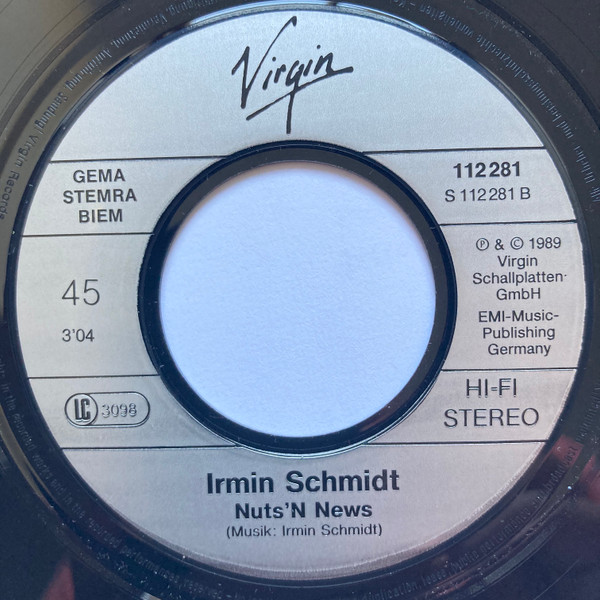 Virgin
GEMA
STEMRA
BIEM
112 281
S 112 281 B
45
3'04
℗ & © 1989
Virgin
Schallplatten-
GmbH
EMI-Music-
Publishing
Germany
LC 3098
HI-FI
STEREO
Irmin Schmidt
Nuts'N News
(Musik: Irmin Schmidt)